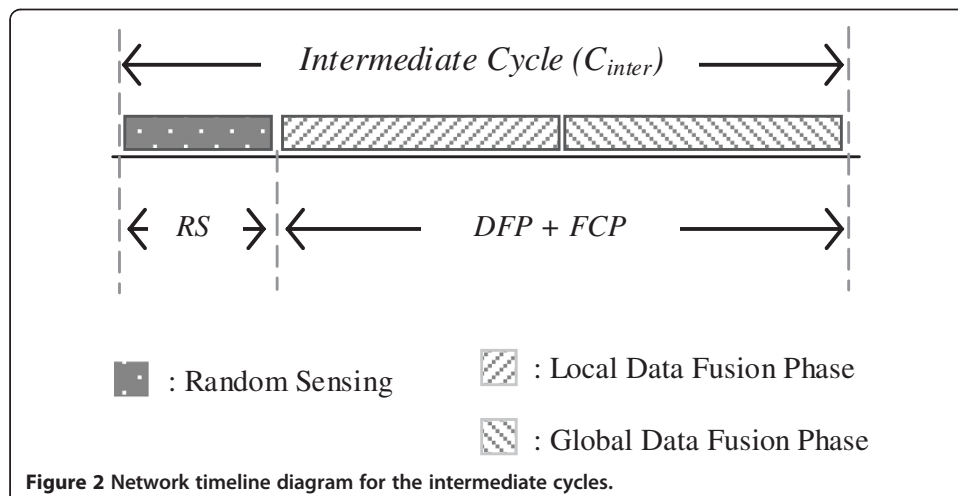 Intermediate Cycle (C_inter)
RS
DFP + FCP
: Random Sensing
: Local Data Fusion Phase
: Global Data Fusion Phase
Figure 2 Network timeline diagram for the intermediate cycles.